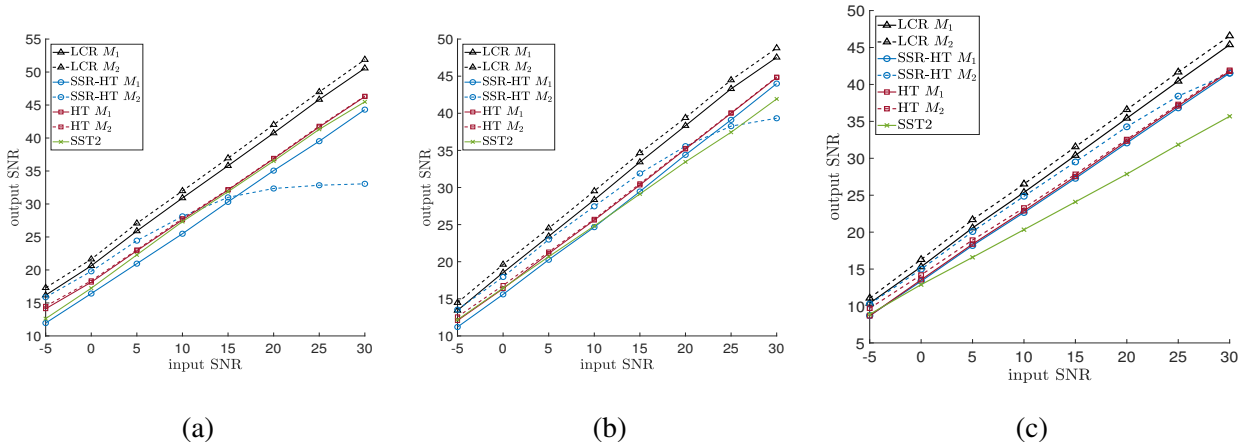 55
50
45
40
35
30
25
20
15
10
-5 0 5 10 15 20 25 30
output SNR
input SNR
LCR M₁
LCR M₂
SSR-HT M₁
SSR-HT M₂
HT M₁
HT M₂
SST2
(a)
50
45
40
35
30
25
20
15
10
-5 0 5 10 15 20 25 30
output SNR
input SNR
LCR M₁
LCR M₂
SSR-HT M₁
SSR-HT M₂
HT M₁
HT M₂
SST2
(b)
50
45
40
35
30
25
20
15
10
5
-5 0 5 10 15 20 25 30
output SNR
input SNR
LCR M₁
LCR M₂
SSR-HT M₁
SSR-HT M₂
HT M₁
HT M₂
SST2
(c)